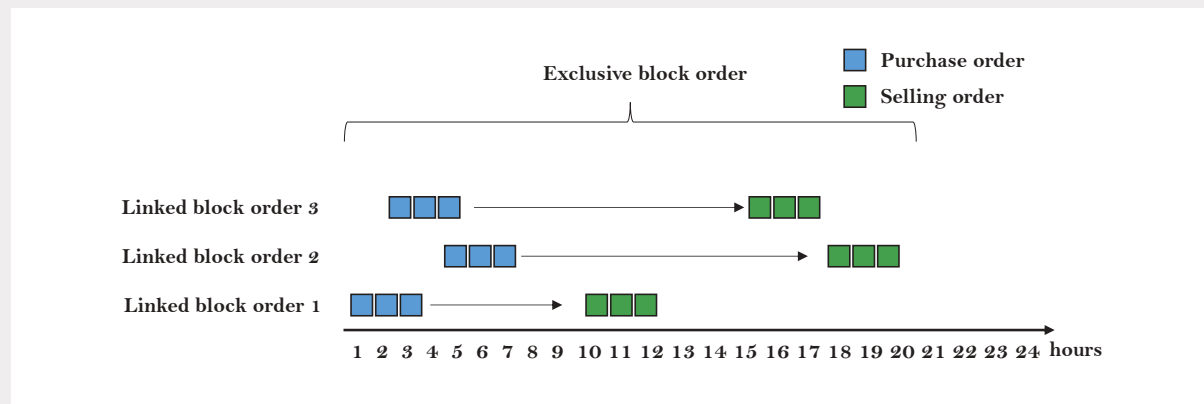 Exclusive block order
Purchase order
Selling order
Linked block order 3
Linked block order 2
Linked block order 1
1 2 3 4 5 6 7 8 9 10 11 12 13 14 15 16 17 18 19 20 21 22 23 24 hours